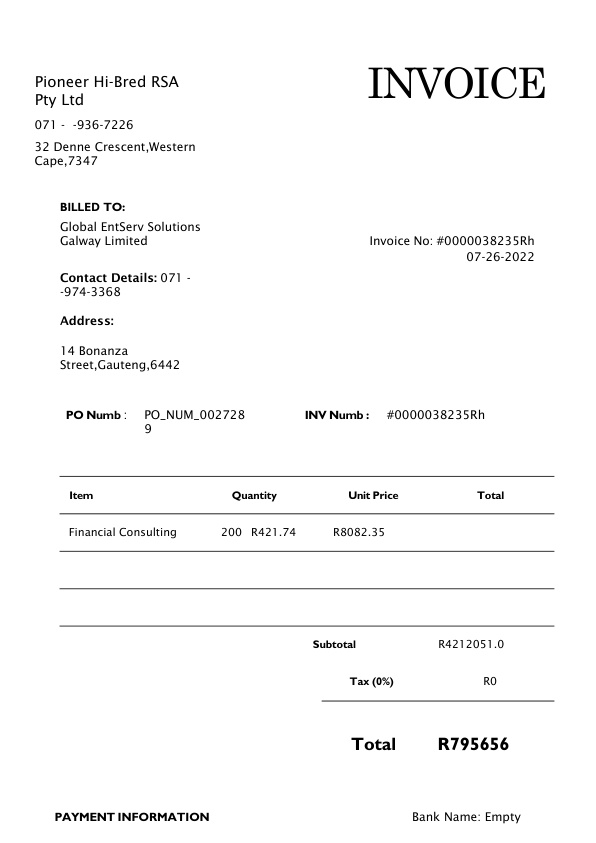 Pioneer Hi-Bred RSA
Pty Ltd
INVOICE
071 -  -936-7226
32 Denne Crescent,Western
Cape,7347
BILLED TO:
Global EntServ Solutions
Galway Limited
Invoice No: #0000038235Rh
07-26-2022
Contact Details: 071 -
-974-3368
Address:
14 Bonanza
Street,Gauteng,6442
PO Numb : PO_NUM_002728
9
INV Numb : #0000038235Rh
Item Quantity Unit Price Total
Financial Consulting 200 R421.74 R8082.35
Subtotal R4212051.0
Tax (0%) R0
Total R795656
PAYMENT INFORMATION Bank Name: Empty